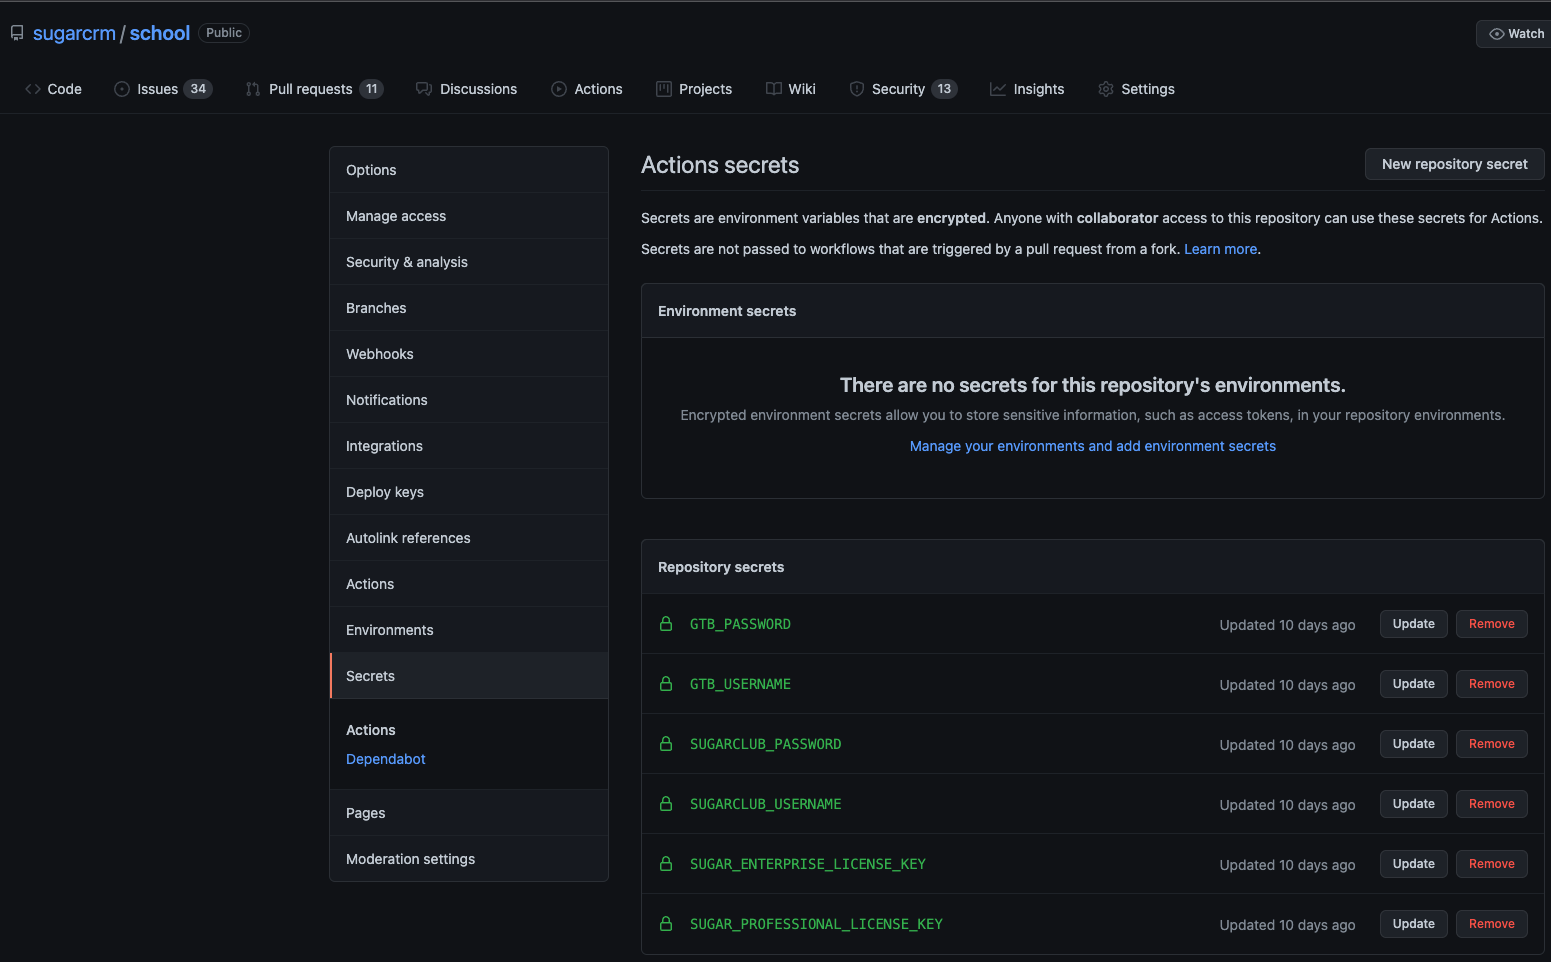 sugarcrm / school Public
Watch
Code Issues 34 Pull requests 11 Discussions Actions Projects Wiki Security 13 Insights Settings
Options
Manage access
Security & analysis
Branches
Webhooks
Notifications
Integrations
Deploy keys
Autolink references
Actions
Environments
Secrets
Actions
Dependabot
Pages
Moderation settings
Actions secrets
New repository secret
Secrets are environment variables that are encrypted. Anyone with collaborator access to this repository can use these secrets for Actions.
Secrets are not passed to workflows that are triggered by a pull request from a fork. Learn more.
Environment secrets
There are no secrets for this repository's environments.
Encrypted environment secrets allow you to store sensitive information, such as access tokens, in your repository environments.
Manage your environments and add environment secrets
Repository secrets
GTB_PASSWORD Updated 10 days ago Update Remove
GTB_USERNAME Updated 10 days ago Update Remove
SUGARCLUB_PASSWORD Updated 10 days ago Update Remove
SUGARCLUB_USERNAME Updated 10 days ago Update Remove
SUGAR_ENTERPRISE_LICENSE_KEY Updated 10 days ago Update Remove
SUGAR_PROFESSIONAL_LICENSE_KEY Updated 10 days ago Update Remove